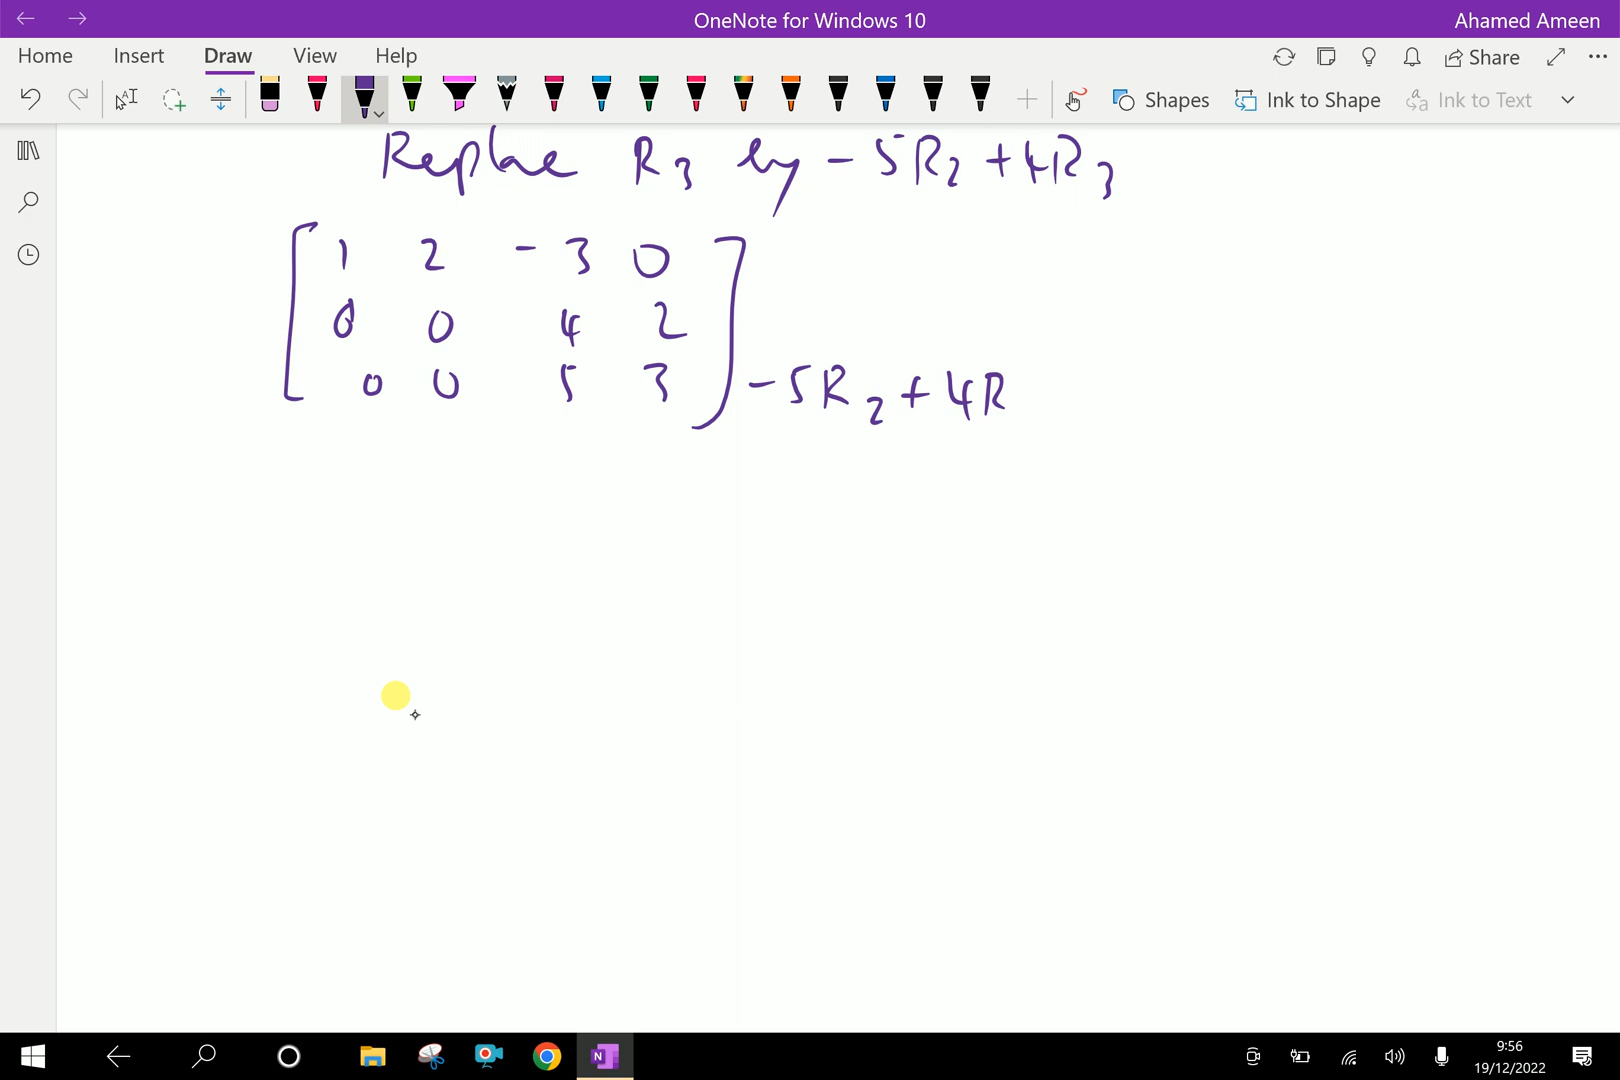 OneNote for Windows 10
Ahamed Ameen
Home Insert Draw View Help
Share
Shapes Ink to Shape Ink to Text
Replace R3 by -5R2 +4R3
1 2 -3 0
0 0 4 2
0 0 5 3 -5R2 +4R
9:56
19/12/2022